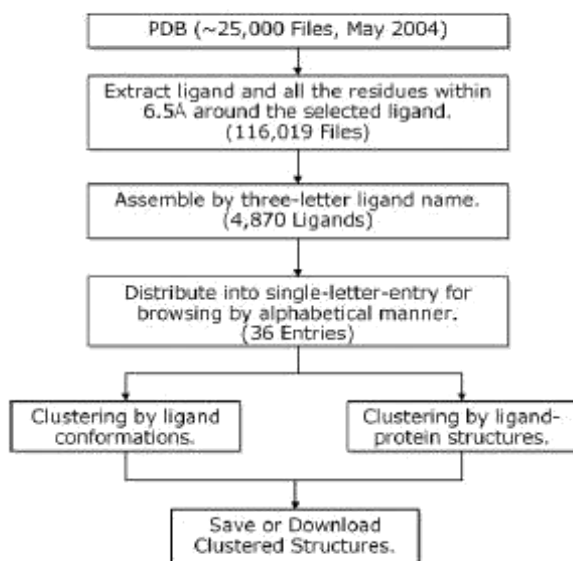 PDB (~25,000 Files, May 2004)
Extract ligand and all the residues within
6.5Å around the selected ligand.
(116,019 Files)
Assemble by three-letter ligand name.
(4,870 Ligands)
Distribute into single-letter-entry for
browsing by alphabetical manner.
(36 Entries)
Clustering by ligand
conformations.
Clustering by ligand-
protein structures.
Save or Download
Clustered Structures.